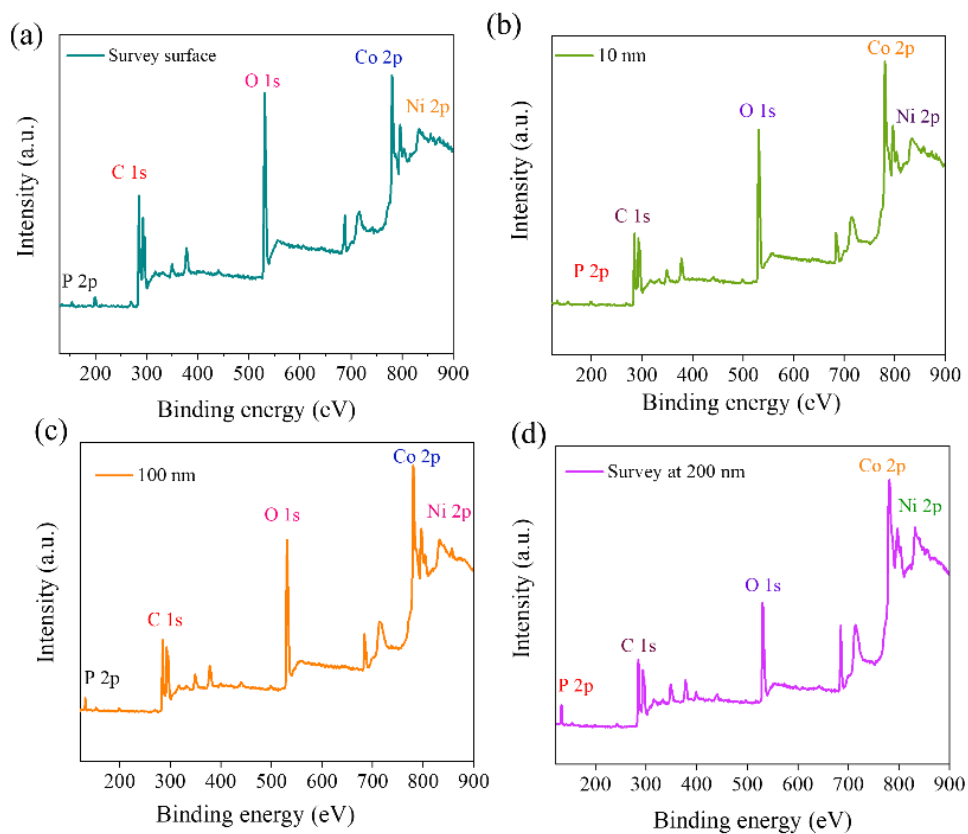 (a)
Survey surface
P 2p
C 1s
O 1s
Co 2p
Ni 2p
Intensity (a.u.)
200 300 400 500 600 700 800 900
Binding energy (eV)
(b)
10 nm
P 2p
C 1s
O 1s
Co 2p
Ni 2p
Intensity (a.u.)
200 300 400 500 600 700 800 900
Binding energy (eV)
(c)
100 nm
P 2p
C 1s
O 1s
Co 2p
Ni 2p
Intensity (a.u.)
200 300 400 500 600 700 800 900
Binding energy (eV)
(d)
Survey at 200 nm
P 2p
C 1s
O 1s
Co 2p
Ni 2p
Intensity (a.u.)
200 300 400 500 600 700 800 900
Binding energy (eV)